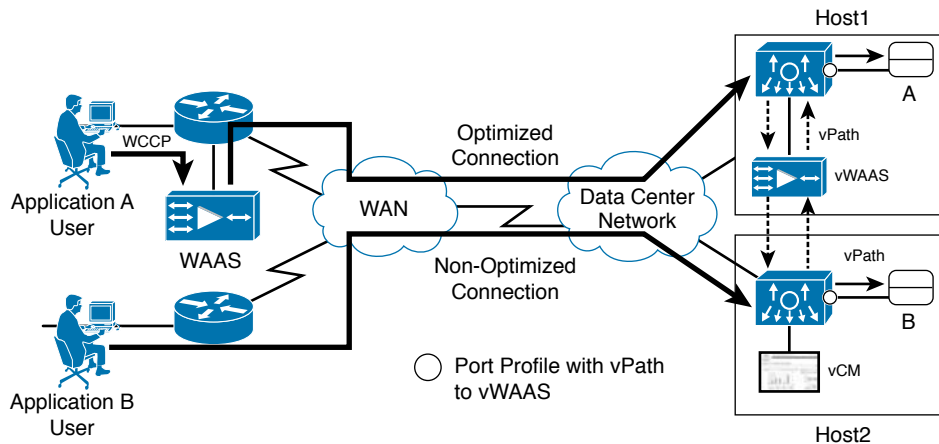 Host1
A
vPath
vWAAS
Optimized
Connection
WCCP
Application A
User
WAAS
WAN
Data Center
Network
Non-Optimized
Connection
vPath
B
Application B
User
Port Profile with vPath
to vWAAS
vCM
Host2